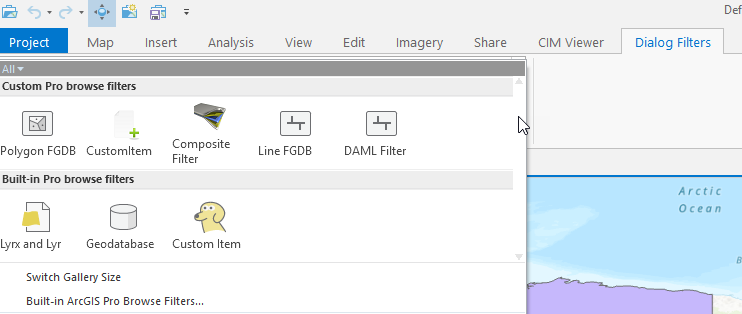 Def
Project Map Insert Analysis View Edit Imagery Share CIM Viewer Dialog Filters
All
Custom Pro browse filters
Polygon FGDB CustomItem Composite Filter Line FGDB DAML Filter
Built-in Pro browse filters
Lyrx and Lyr Geodatabase Custom Item
Switch Gallery Size
Built-in ArcGIS Pro Browse Filters...
Arctic
Ocean
B